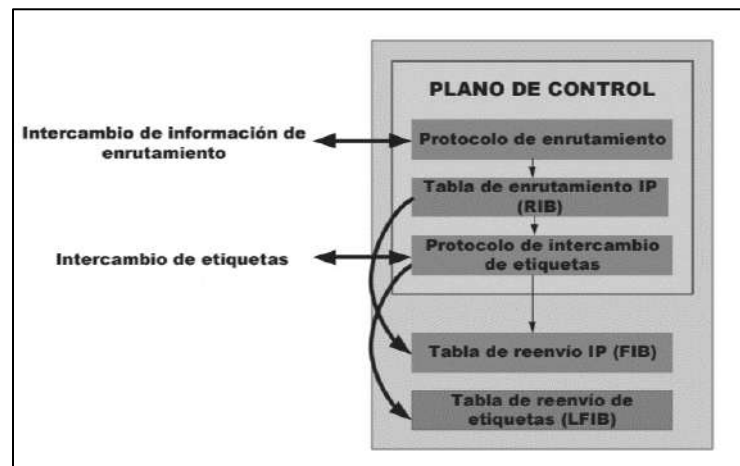 PLANO DE CONTROL
Intercambio de información de
enrutamiento
Protocolo de enrutamiento
Tabla de enrutamiento IP
(RIB)
Intercambio de etiquetas
Protocolo de intercambio
de etiquetas
Tabla de reenvío IP (FIB)
Tabla de reenvío de
etiquetas (LFIB)